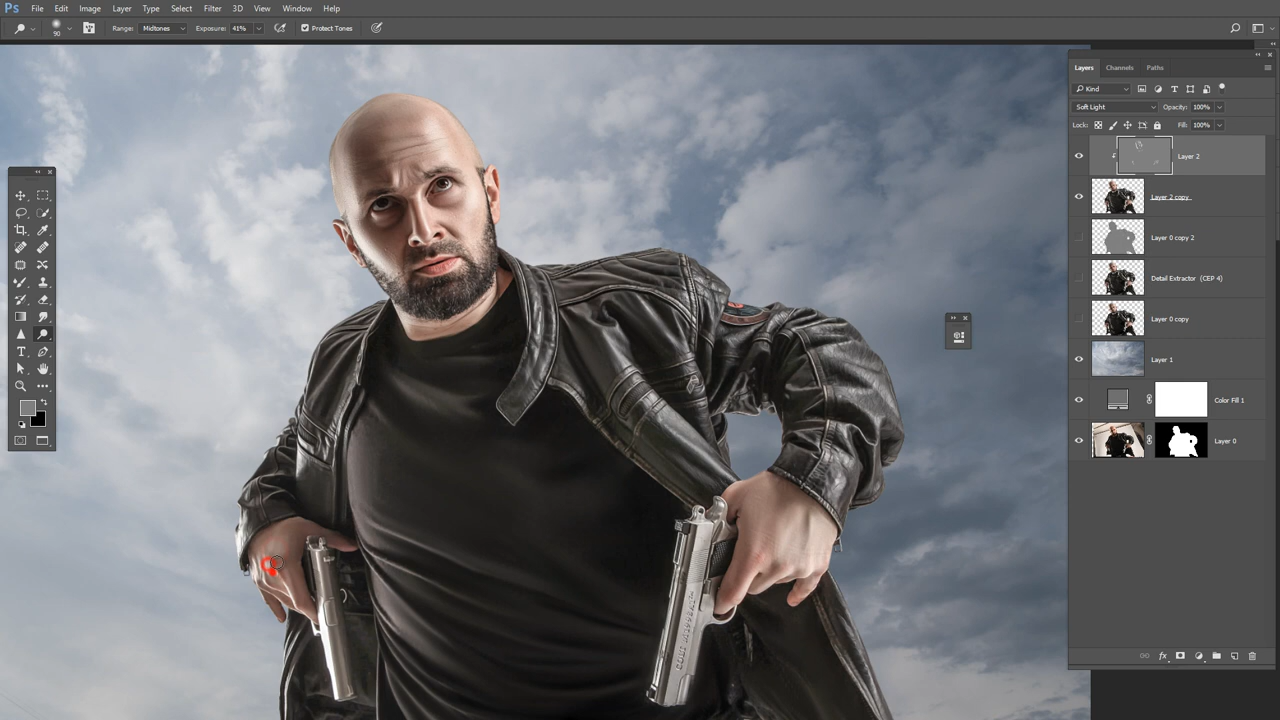 Ps File Edit Image Layer Type Select Filter 3D View Window Help
90 Range: Midtones Exposure: 41% Protect Tones
Layers Channels Paths
Kind
Soft Light Opacity: 100%
Lock: Fill: 100%
Layer 2
Layer 2 copy
Layer 0 copy 2
Detail Extractor (CEP 4)
Layer 0 copy
Layer 1
Color Fill 1
Layer 0
fx